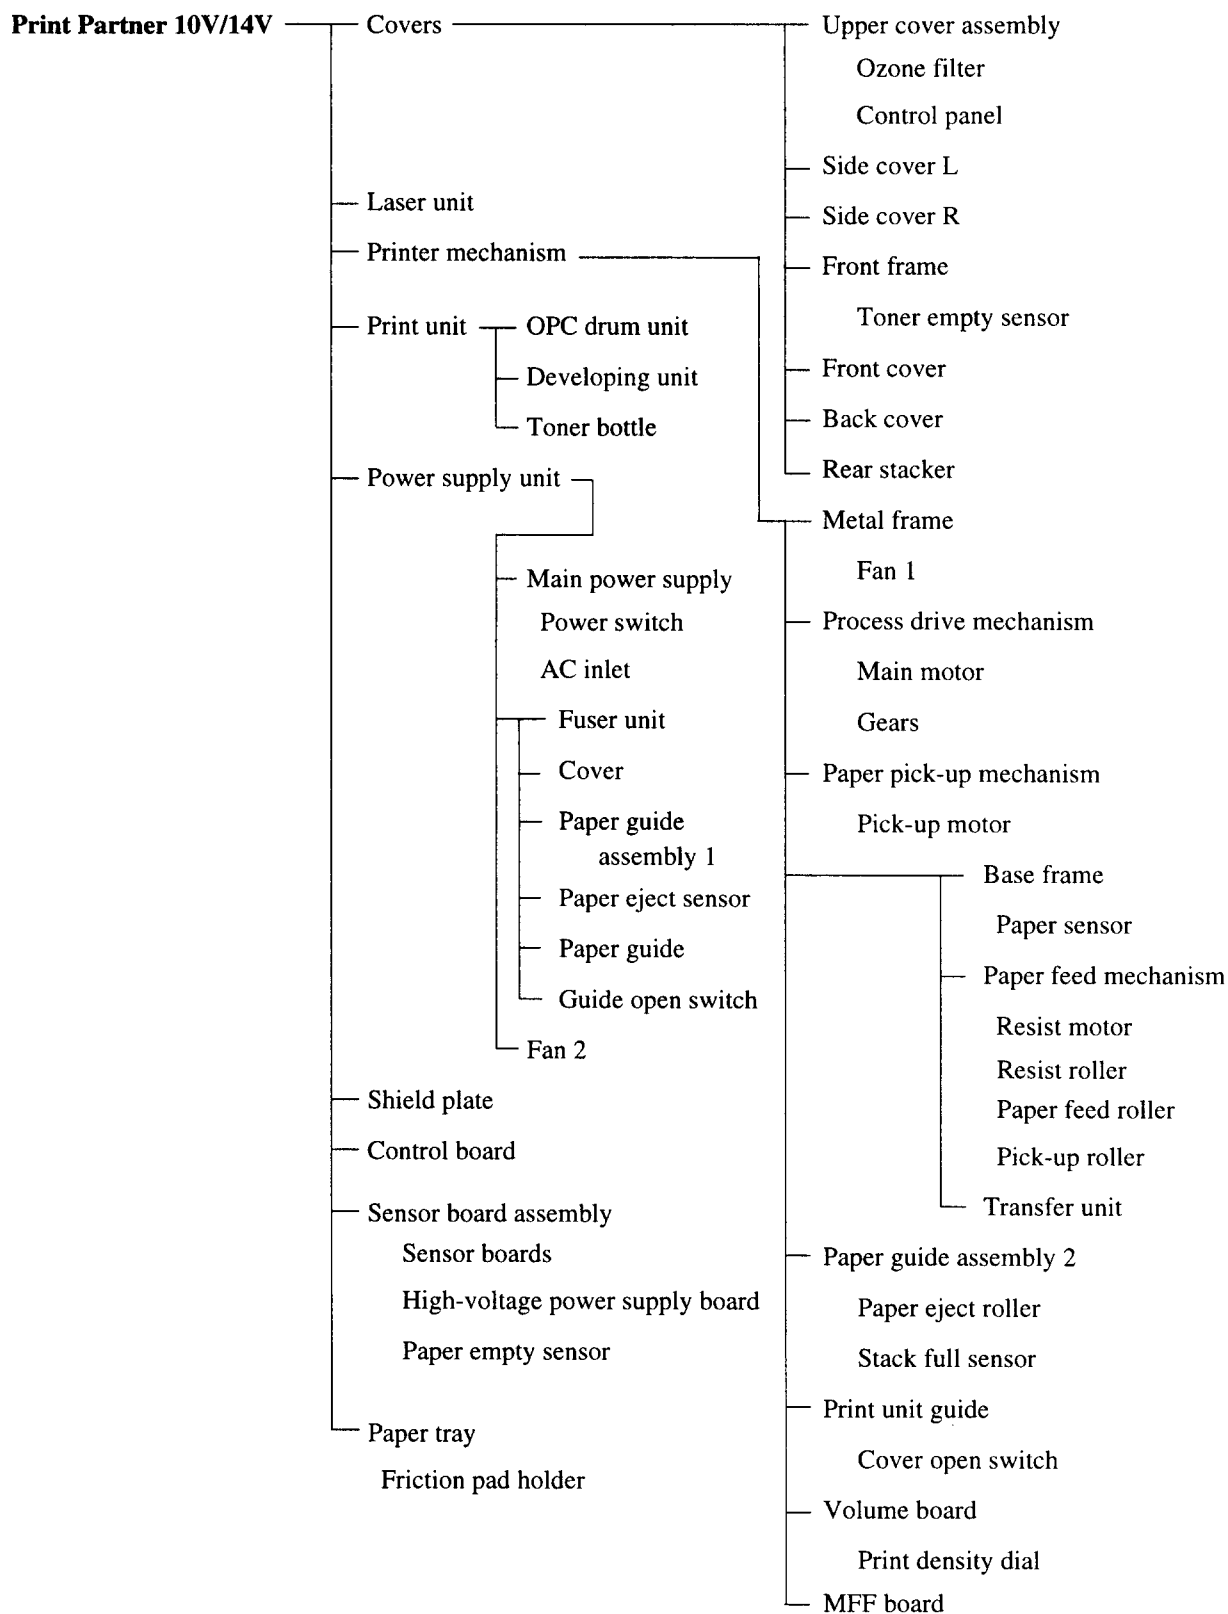 Print Partner 10V/14V
Covers
Laser unit
Printer mechanism
Print unit
OPC drum unit
Developing unit
Toner bottle
Power supply unit
Main power supply
Power switch
AC inlet
Fuser unit
Cover
Paper guide
assembly 1
Paper eject sensor
Paper guide
Guide open switch
Fan 2
Shield plate
Control board
Sensor board assembly
Sensor boards
High-voltage power supply board
Paper empty sensor
Paper tray
Friction pad holder
Upper cover assembly
Ozone filter
Control panel
Side cover L
Side cover R
Front frame
Toner empty sensor
Front cover
Back cover
Rear stacker
Metal frame
Fan 1
Process drive mechanism
Main motor
Gears
Paper pick-up mechanism
Pick-up motor
Base frame
Paper sensor
Paper feed mechanism
Resist motor
Resist roller
Paper feed roller
Pick-up roller
Transfer unit
Paper guide assembly 2
Paper eject roller
Stack full sensor
Print unit guide
Cover open switch
Volume board
Print density dial
MFF board